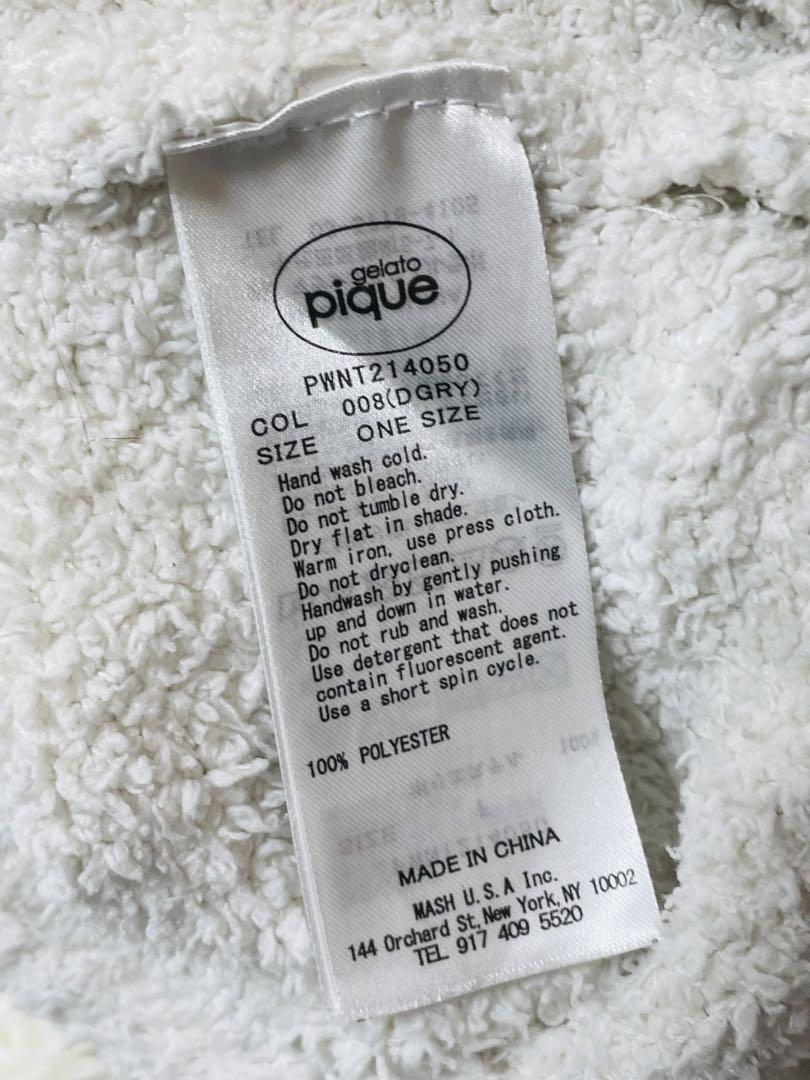 gelato
pique
PWNT214050
COL 008(DGRY)
SIZE ONE SIZE
Hand wash cold.
Do not bleach.
Do not tumble dry.
Dry flat in shade.
Warm iron, use press cloth.
Do not dryclean.
Handwash by gently pushing
up and down in water.
Do not rub and wash.
Use detergent that does not
contain fluorescent agent.
Use a short spin cycle.
100% POLYESTER
MADE IN CHINA
MASH U.S.A Inc.
144 Orchard St,New York,NY 10002
TEL 917 409 5520